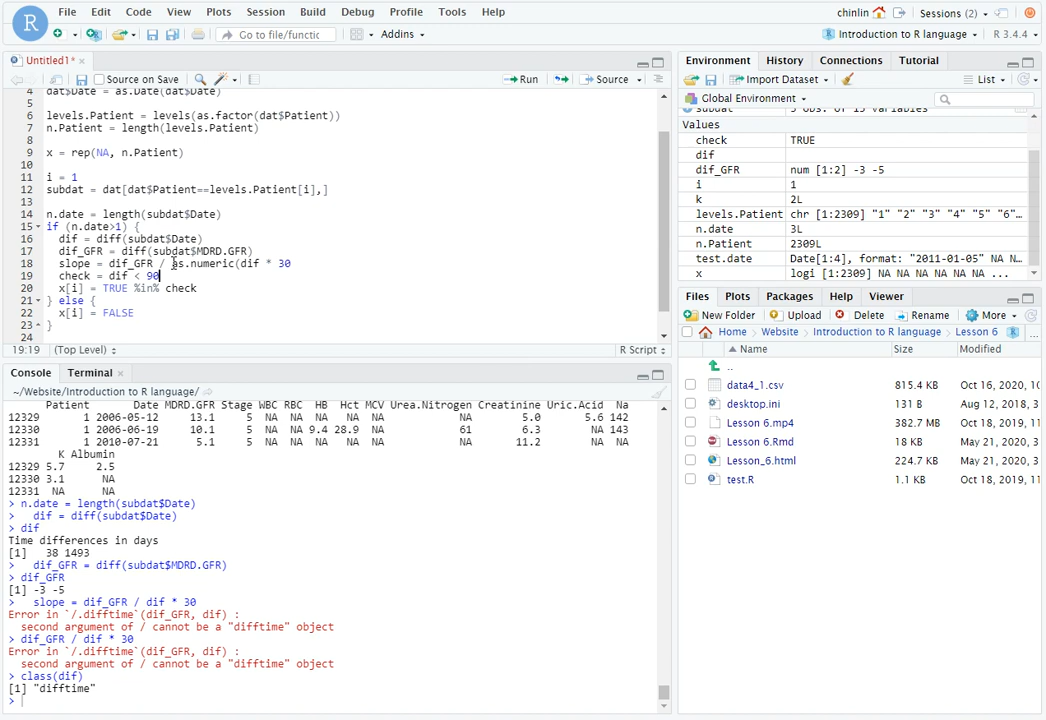 File Edit Code View Plots Session Build Debug Profile Tools Help
chinlin Sessions (2)
R
Go to file/functic Addins
Introduction to R language R 3.4.4
Untitled1*
Source on Save Run Source
4 dat$Date = as.Date(dat$Date)
5
6 levels.Patient = levels(as.factor(dat$Patient))
7 n.Patient = length(levels.Patient)
8
9 x = rep(NA, n.Patient)
10
11 i = 1
12 subdat = dat[dat$Patient==levels.Patient[i],]
13
14 n.date = length(subdat$Date)
15 if (n.date>1) {
16 dif = diff(subdat$Date)
17 dif_GFR = diff(subdat$MDRD.GFR)
18 slope = dif_GFR / as.numeric(dif * 30
19 check = dif < 90
20 x[i] = TRUE %in% check
21 } else {
22 x[i] = FALSE
23 }
24
19:19 (Top Level) R Script
Console Terminal
~/Website/Introduction to R language/
Patient Date MDRD.GFR Stage WBC RBC HB Hct MCV Urea.Nitrogen Creatinine Uric.Acid Na
12329 1 2006-05-12 13.1 5 NA NA NA NA NA NA 5.0 5.6 142
12330 1 2006-06-19 10.1 5 NA NA 9.4 28.9 NA 61 6.3 NA 143
12331 1 2010-07-21 5.1 5 NA NA NA NA NA NA 11.2 NA NA
K Albumin
12329 5.7 2.5
12330 3.1 NA
12331 NA NA
> n.date = length(subdat$Date)
> dif = diff(subdat$Date)
> dif
Time differences in days
[1] 38 1493
> dif_GFR = diff(subdat$MDRD.GFR)
> dif_GFR
[1] -3 -5
> slope = dif_GFR / dif * 30
Error in `/.difftime`(dif_GFR, dif) :
second argument of / cannot be a "difftime" object
> dif_GFR / dif * 30
Error in `/.difftime`(dif_GFR, dif) :
second argument of / cannot be a "difftime" object
> class(dif)
[1] "difftime"
>
Environment History Connections Tutorial
Import Dataset List
Global Environment
subdat 3 obs. of 15 variables
Values
check TRUE
dif
dif_GFR num [1:2] -3 -5
i 1
k 2L
levels.Patient chr [1:2309] "1" "2" "3" "4" "5" "6"…
n.date 3L
n.Patient 2309L
test.date Date[1:4], format: "2011-01-05" NA N…
x logi [1:2309] NA NA NA NA NA NA ...
Files Plots Packages Help Viewer
New Folder Upload Delete Rename More
Home Website Introduction to R language Lesson 6 ...
Name Size Modified
..
data4_1.csv 815.4 KB Oct 16, 2020, 10
desktop.ini 131 B Aug 12, 2018, 3
Lesson 6.mp4 382.7 MB Oct 18, 2019, 11
Lesson 6.Rmd 18 KB May 21, 2020, 3
Lesson_6.html 224.7 KB May 21, 2020, 3
test.R 1.1 KB Oct 18, 2019, 11